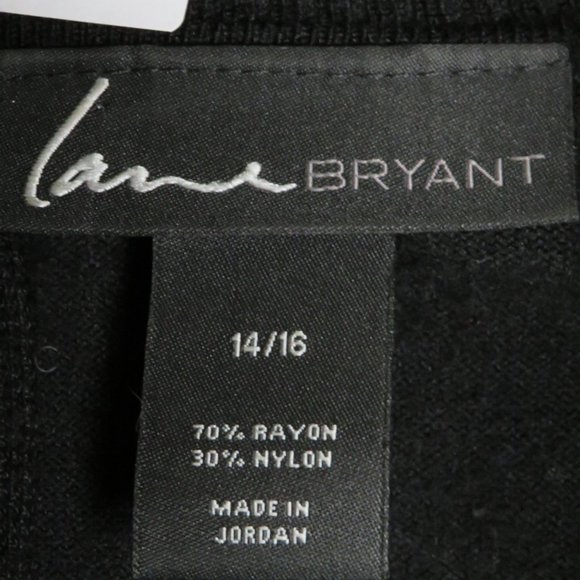 lane BRYANT
14/16
70% RAYON
30% NYLON
MADE IN
JORDAN